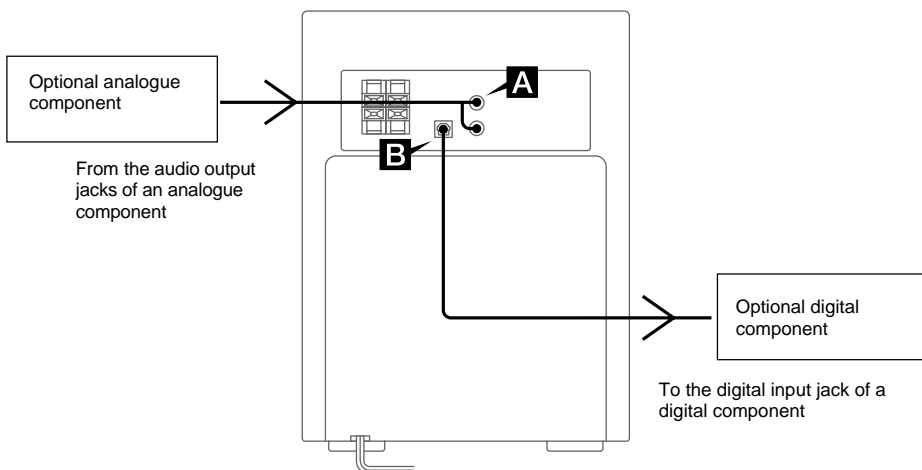 Optional analogue
component
From the audio output
jacks of an analogue
component
A
B
Optional digital
component
To the digital input jack of a
digital component